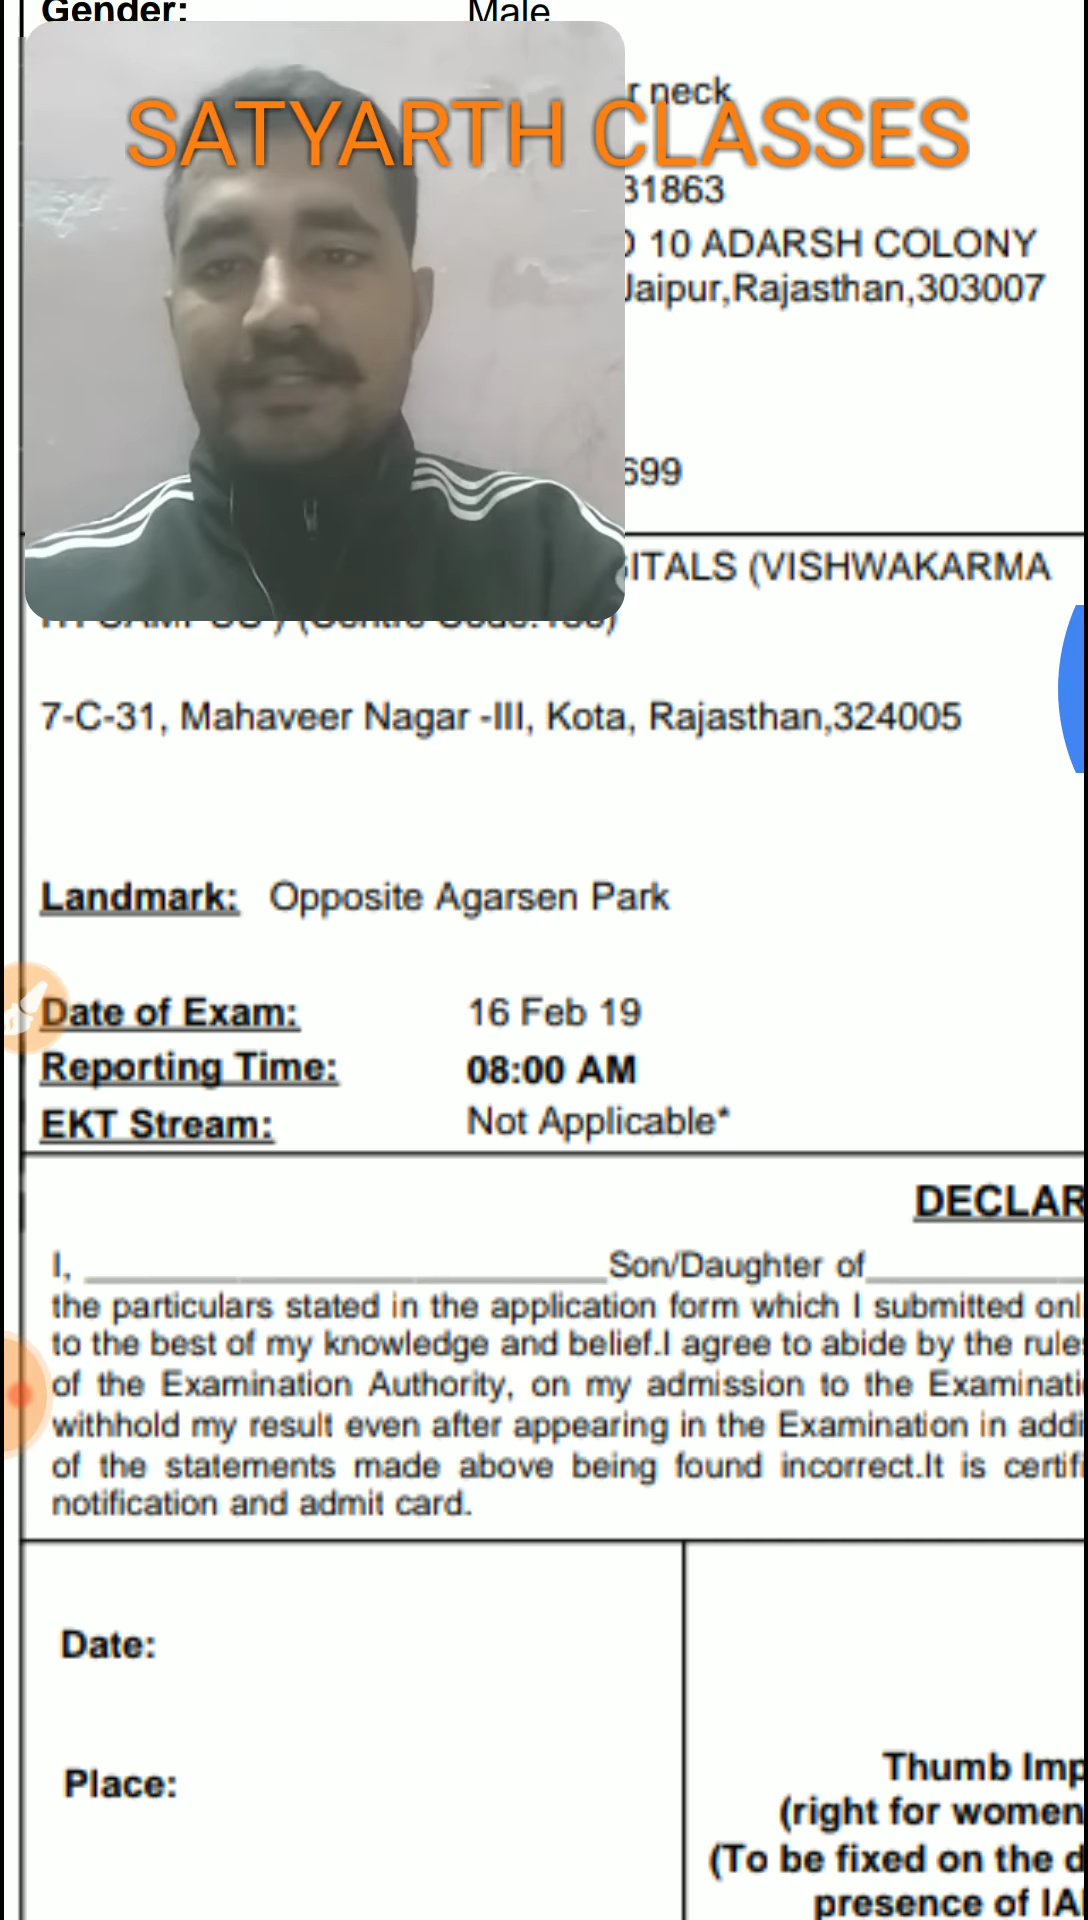 Gender: Male
r neck
SATYARTH CLASSES
31863
10 ADARSH COLONY
Jaipur,Rajasthan,303007
699
ITALS (VISHWAKARMA
7-C-31, Mahaveer Nagar -III, Kota, Rajasthan,324005
Landmark: Opposite Agarsen Park
Date of Exam: 16 Feb 19
Reporting Time: 08:00 AM
EKT Stream: Not Applicable*
DECLAR
I, ____________________Son/Daughter of__________
the particulars stated in the application form which I submitted onl
to the best of my knowledge and belief.I agree to abide by the rule
of the Examination Authority, on my admission to the Examinati
withhold my result even after appearing in the Examination in addi
of the statements made above being found incorrect.It is certif
notification and admit card.
Date:
Place:
Thumb Imp
(right for women
(To be fixed on the d
presence of IA